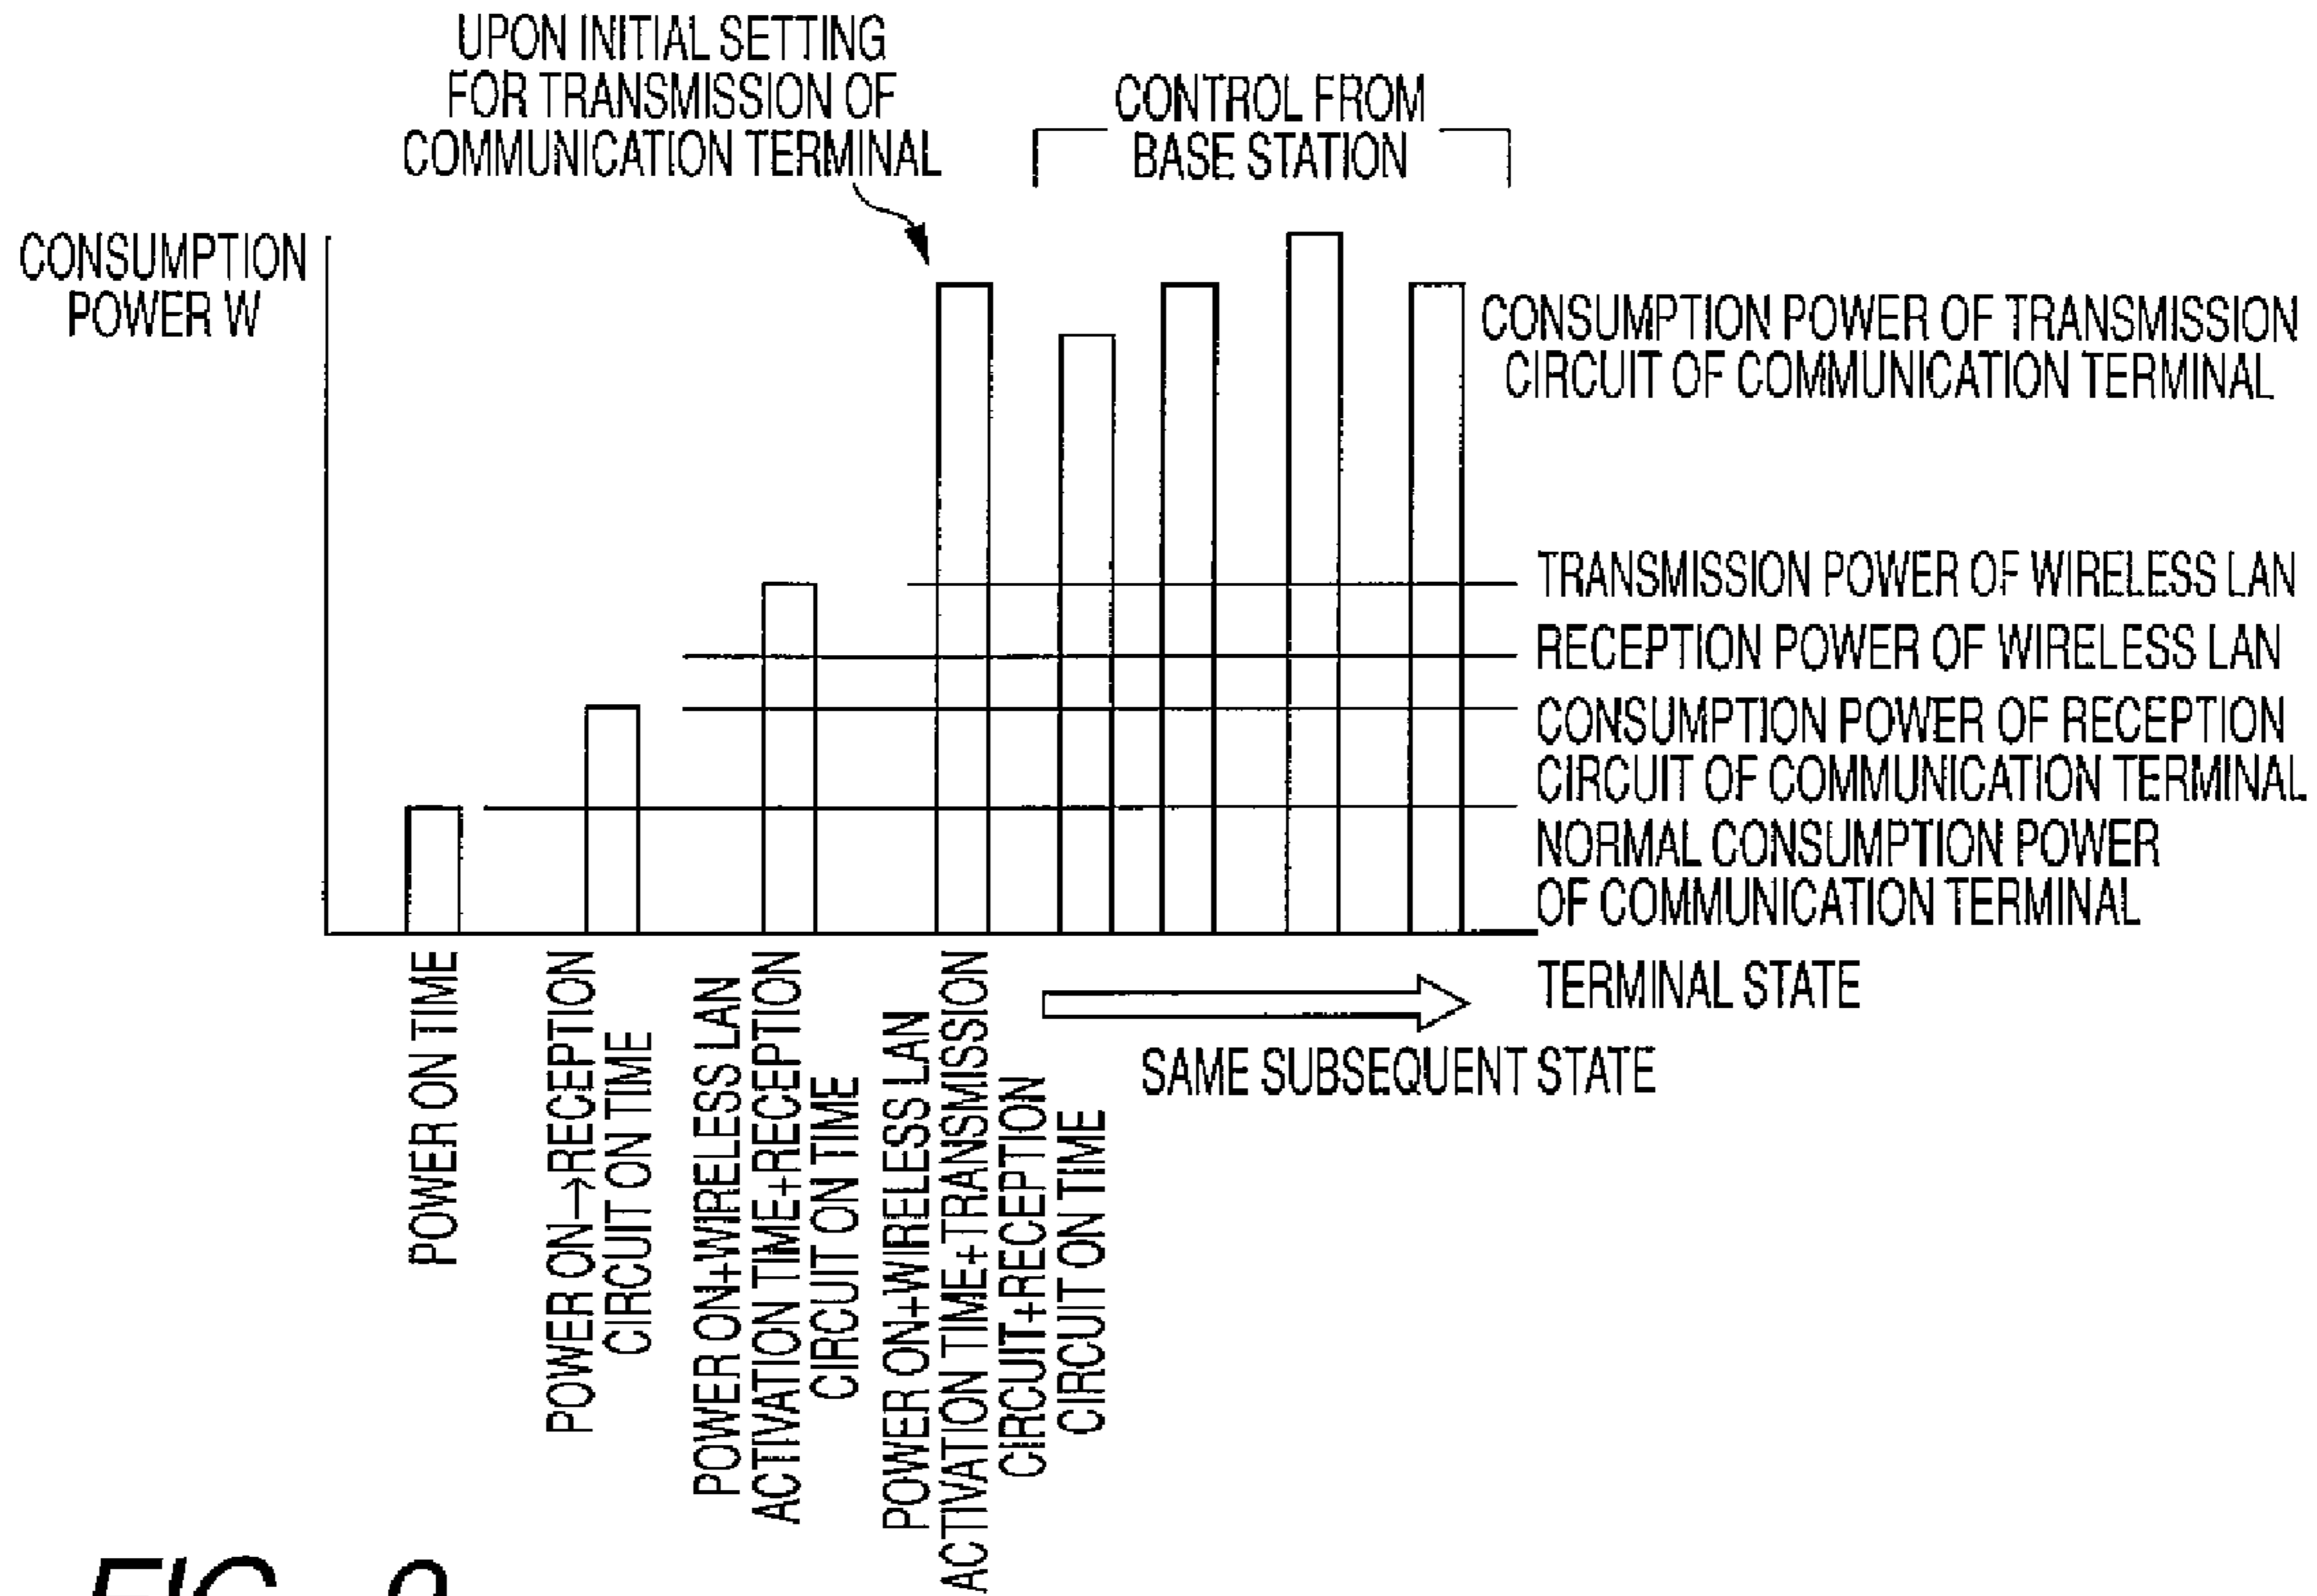 UPON INITIAL SETTING
FOR TRANSMISSION OF
COMMUNICATION TERMINAL
CONTROL FROM
BASE STATION
CONSUMPTION
POWER W
CONSUMPTION POWER OF TRANSMISSION
CIRCUIT OF COMMUNICATION TERMINAL
TRANSMISSION POWER OF WIRELESS LAN
RECEPTION POWER OF WIRELESS LAN
CONSUMPTION POWER OF RECEPTION
CIRCUIT OF COMMUNICATION TERMINAL
NORMAL CONSUMPTION POWER
OF COMMUNICATION TERMINAL
TERMINAL STATE
SAME SUBSEQUENT STATE
POWER ON TIME
POWER ON→RECEPTION
CIRCUIT ON TIME
POWER ON+WIRELESS LAN
ACTIVATION TIME+RECEPTION
CIRCUIT ON TIME
POWER ON+WIRELESS LAN
ACTIVATION TIME+TRANSMISSION
CIRCUIT+RECEPTION
CIRCUIT ON TIME